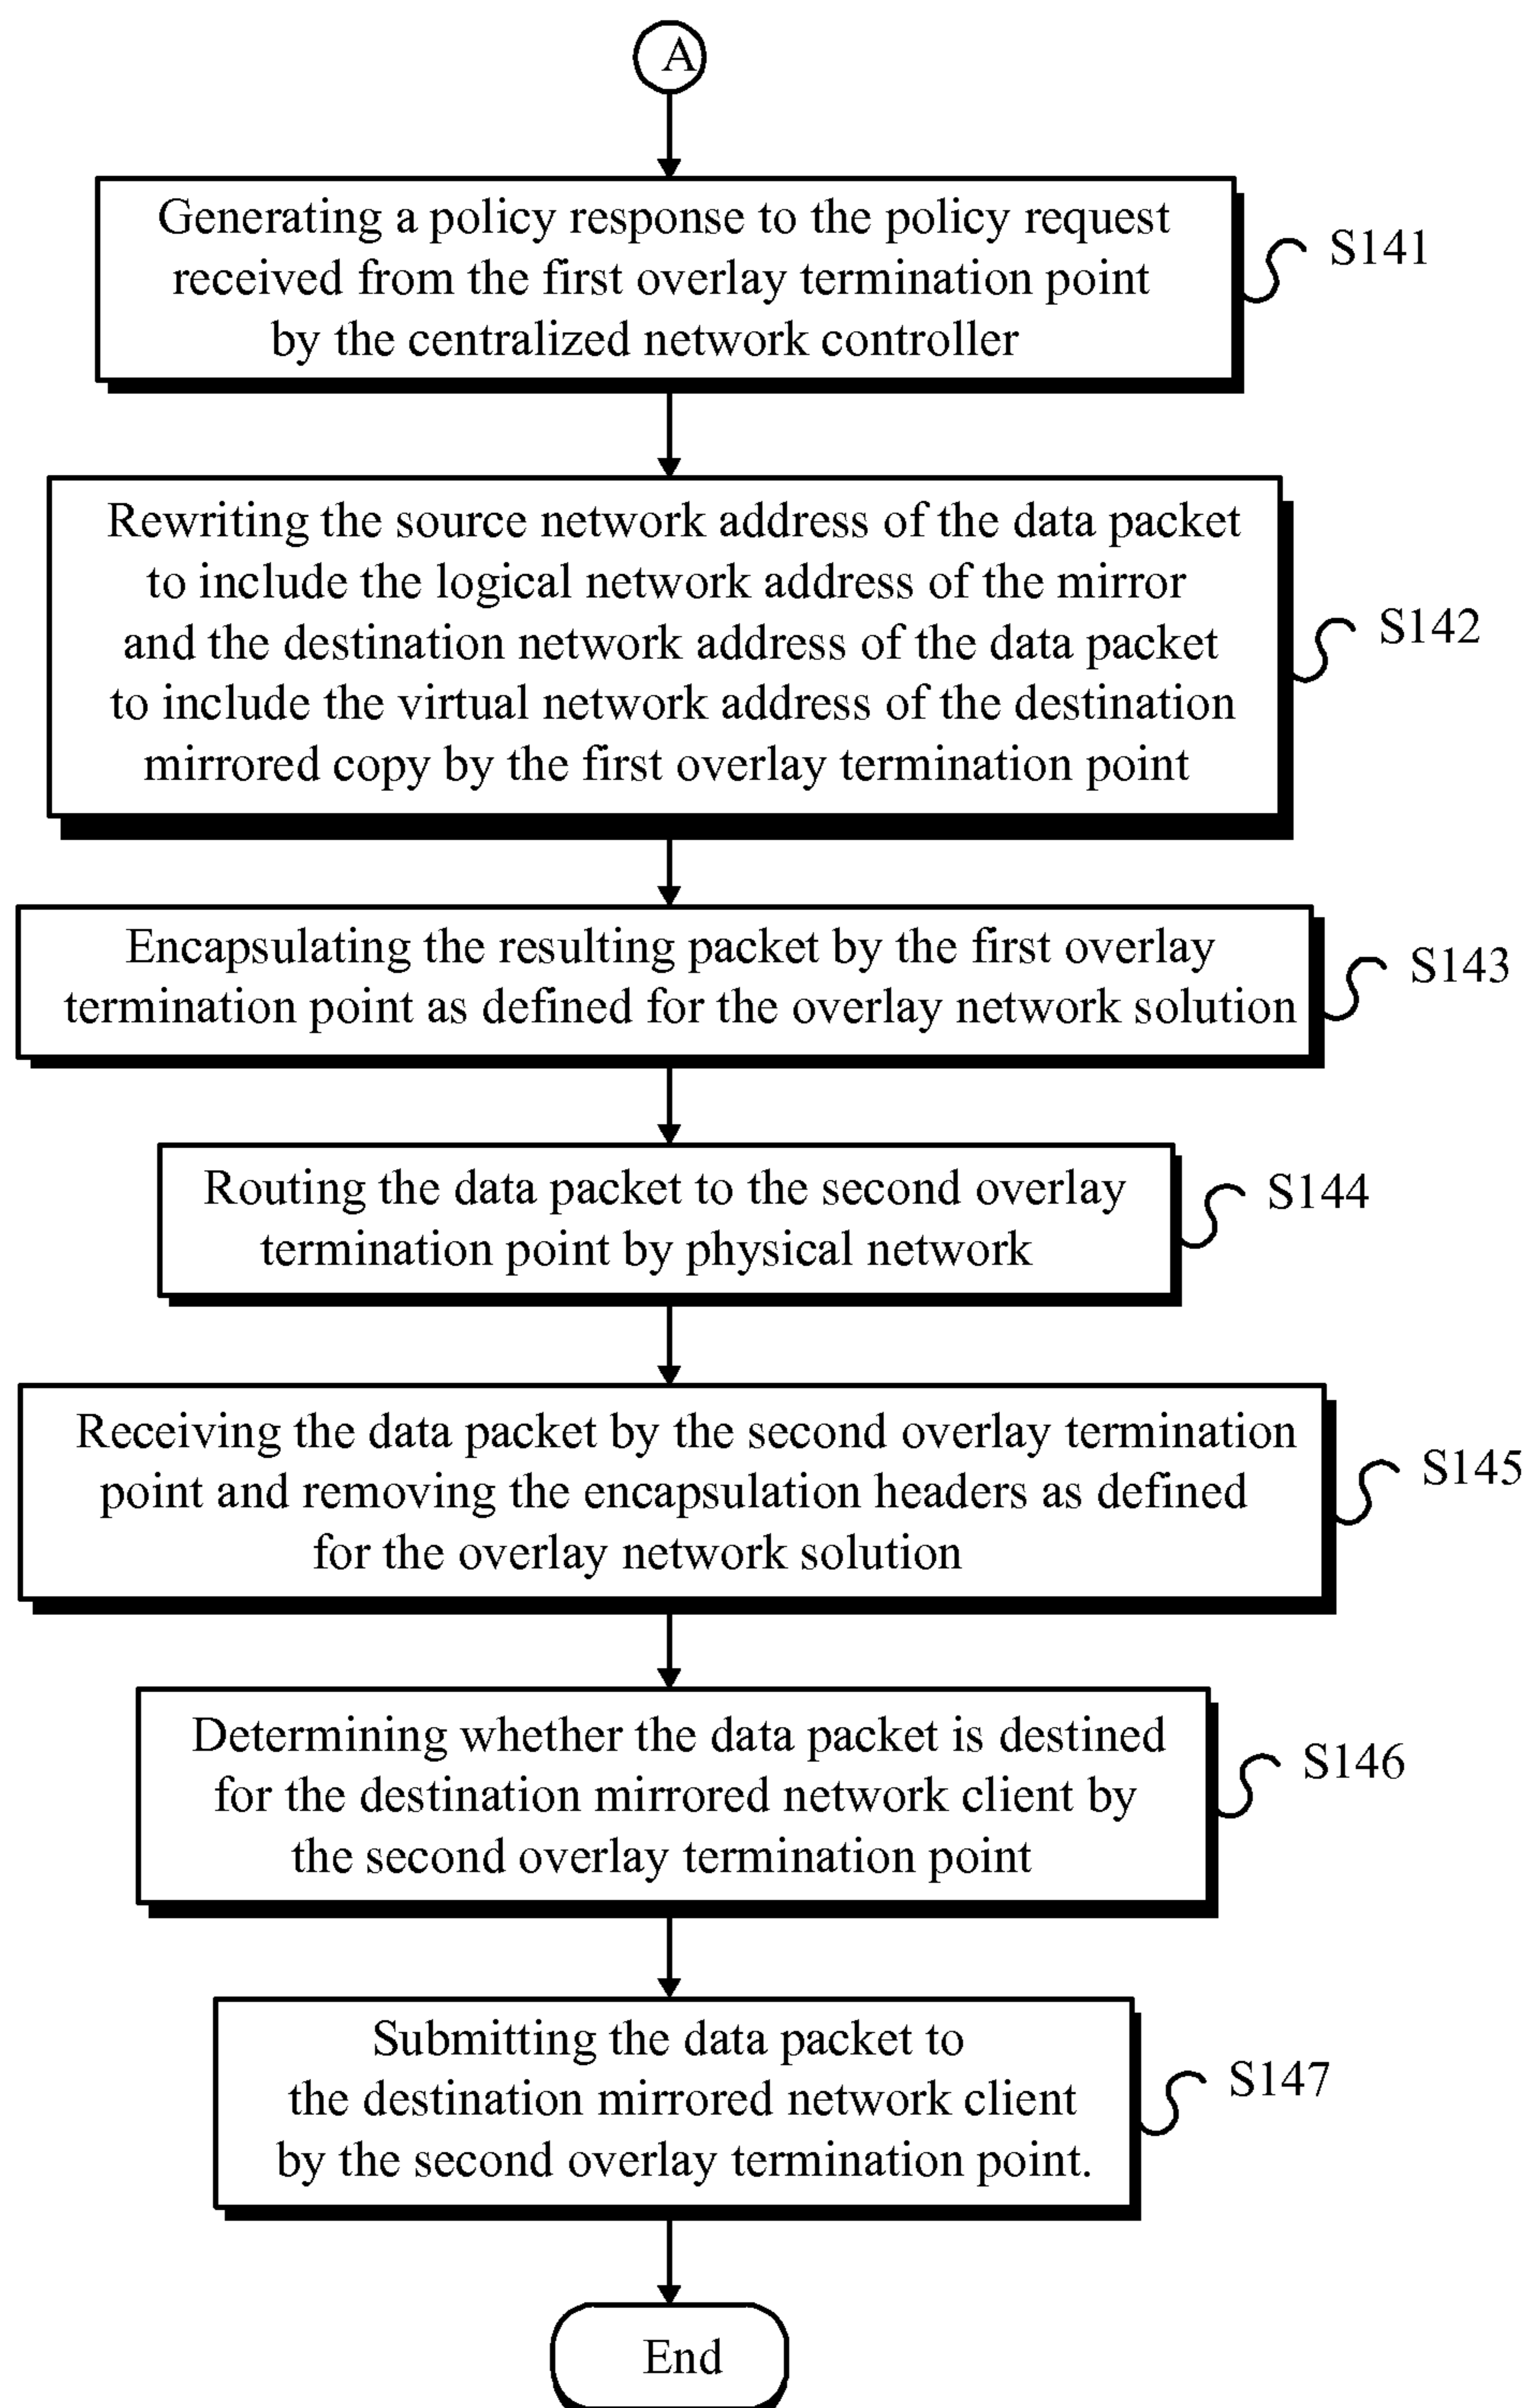 A
Generating a policy response to the policy request
received from the first overlay termination point
by the centralized network controller
S141
Rewriting the source network address of the data packet
to include the logical network address of the mirror
and the destination network address of the data packet
to include the virtual network address of the destination
mirrored copy by the first overlay termination point
S142
Encapsulating the resulting packet by the first overlay
termination point as defined for the overlay network solution
S143
Routing the data packet to the second overlay
termination point by physical network
S144
Receiving the data packet by the second overlay termination
point and removing the encapsulation headers as defined
for the overlay network solution
S145
Determining whether the data packet is destined
for the destination mirrored network client by
the second overlay termination point
S146
Submitting the data packet to
the destination mirrored network client
by the second overlay termination point.
S147
End